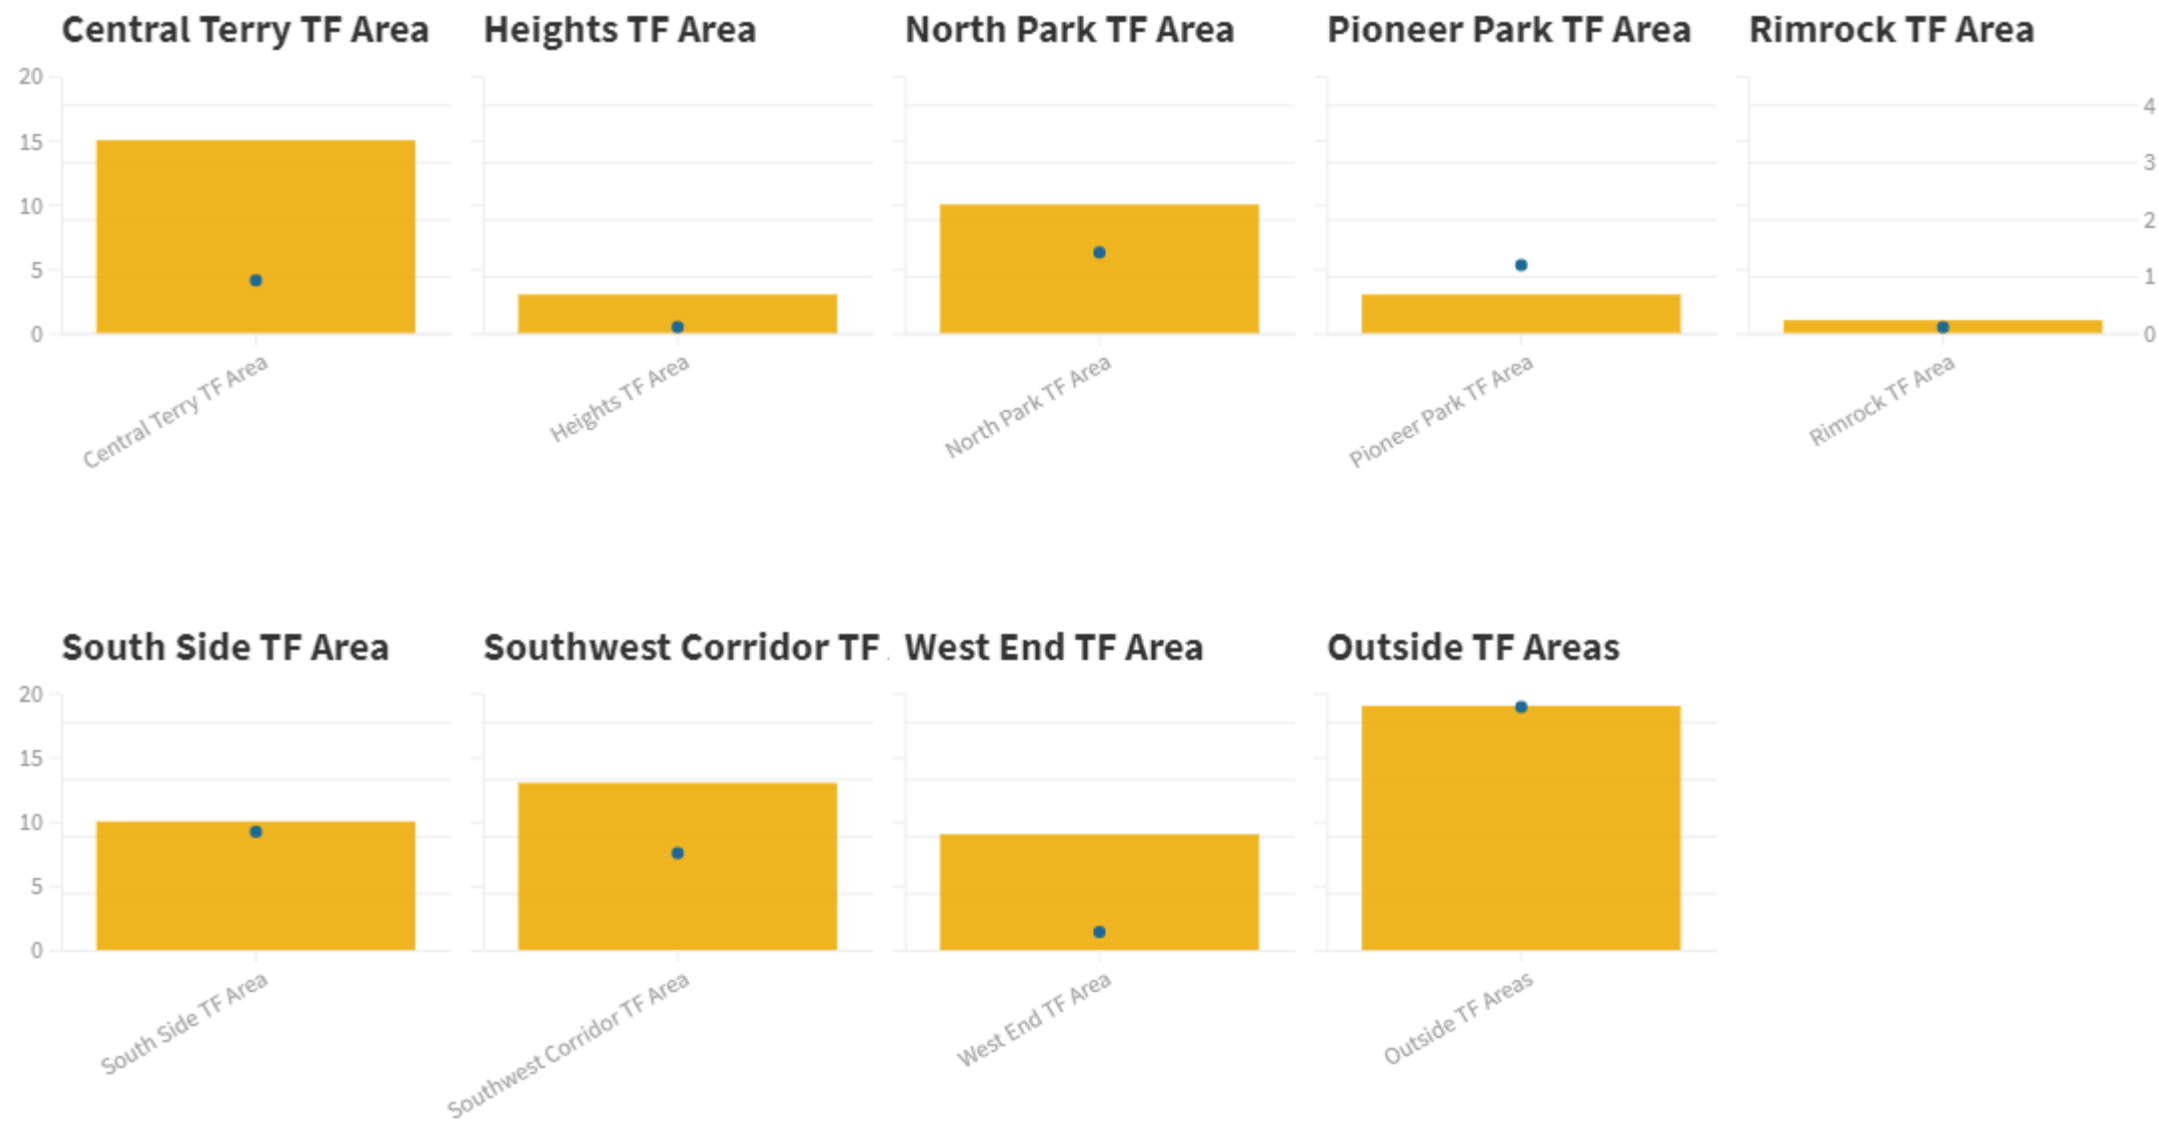 Central Terry TF Area
Heights TF Area
North Park TF Area
Pioneer Park TF Area
Rimrock TF Area
20
15
10
5
0
4
3
2
1
0
Central Terry TF Area
Heights TF Area
North Park TF Area
Pioneer Park TF Area
Rimrock TF Area
South Side TF Area
Southwest Corridor TF
West End TF Area
Outside TF Areas
20
15
10
5
0
South Side TF Area
Southwest Corridor TF Area
West End TF Area
Outside TF Areas